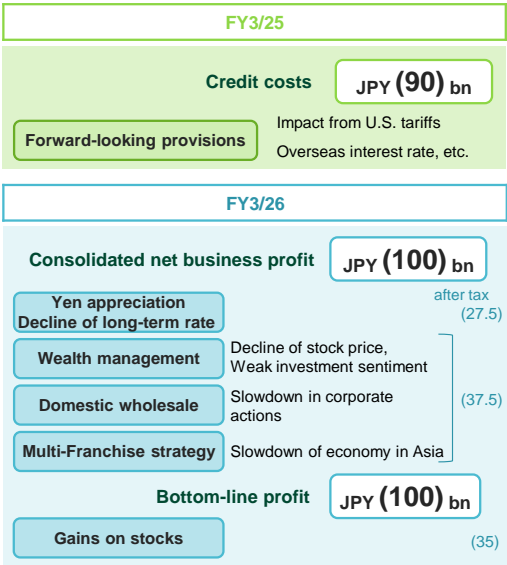 FY3/25
Credit costs JPY (90) bn
Forward-looking provisions
Impact from U.S. tariffs
Overseas interest rate, etc.
FY3/26
Consolidated net business profit JPY (100) bn
after tax
Yen appreciation
Decline of long-term rate
(27.5)
Wealth management
Decline of stock price,
Weak investment sentiment
Domestic wholesale
Slowdown in corporate
actions
(37.5)
Multi-Franchise strategy
Slowdown of economy in Asia
Bottom-line profit JPY (100) bn
Gains on stocks
(35)